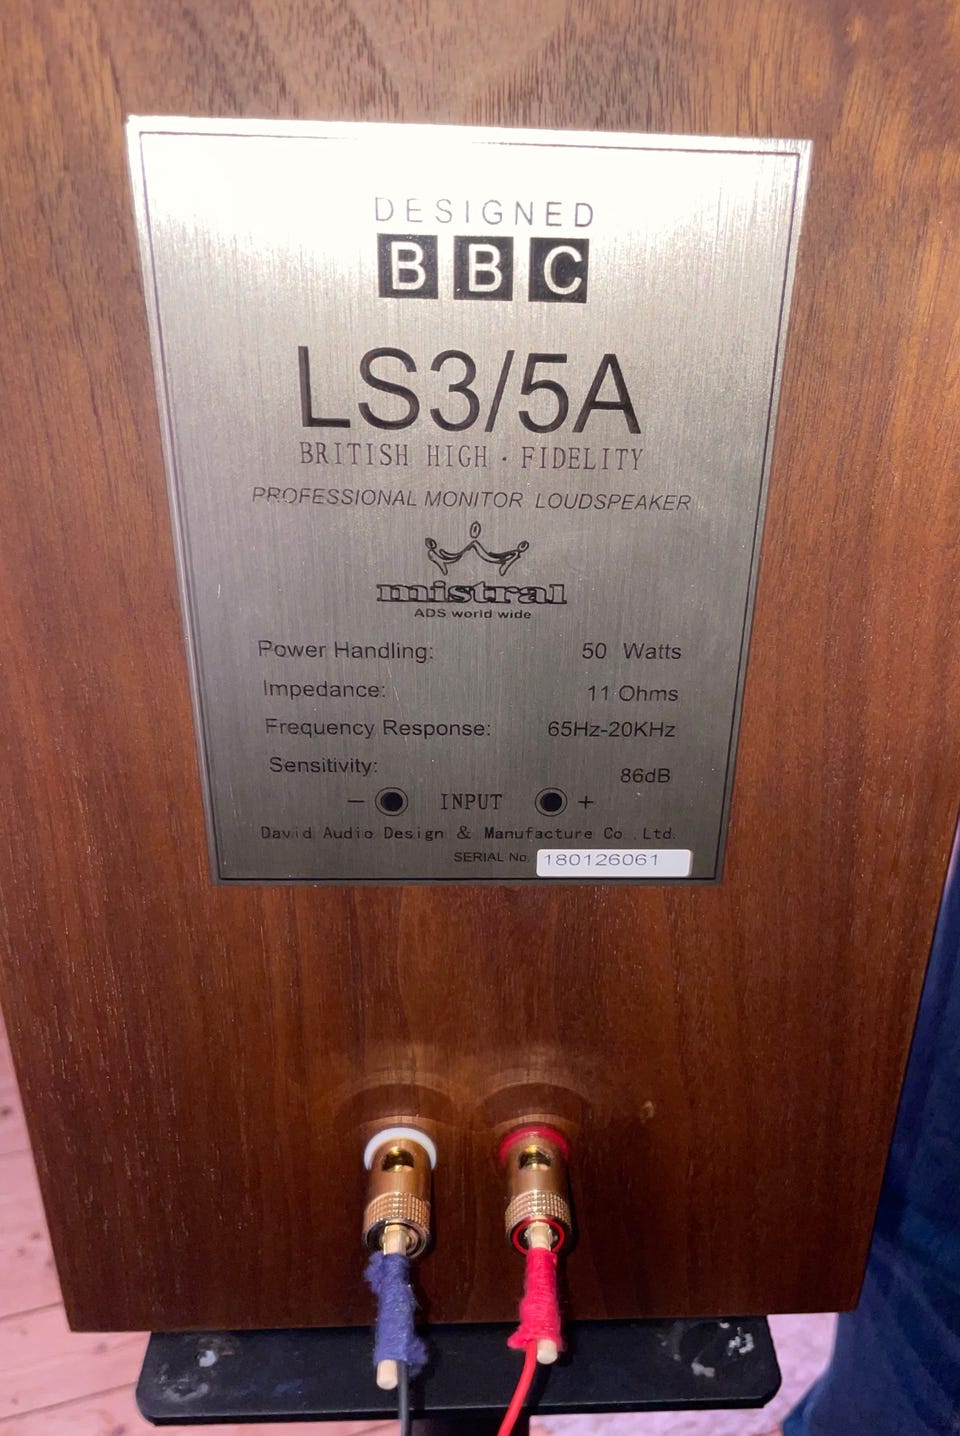 DESIGNED
BBC
LS3/5A
BRITISH HIGH · FIDELITY
PROFESSIONAL MONITOR LOUDSPEAKER
mistral
ADS world wide
Power Handling: 50 Watts
Impedance: 11 Ohms
Frequency Response: 65Hz-20KHz
Sensitivity: 86dB
− INPUT +
David Audio Design & Manufacture Co.,Ltd.
SERIAL No. 180126061